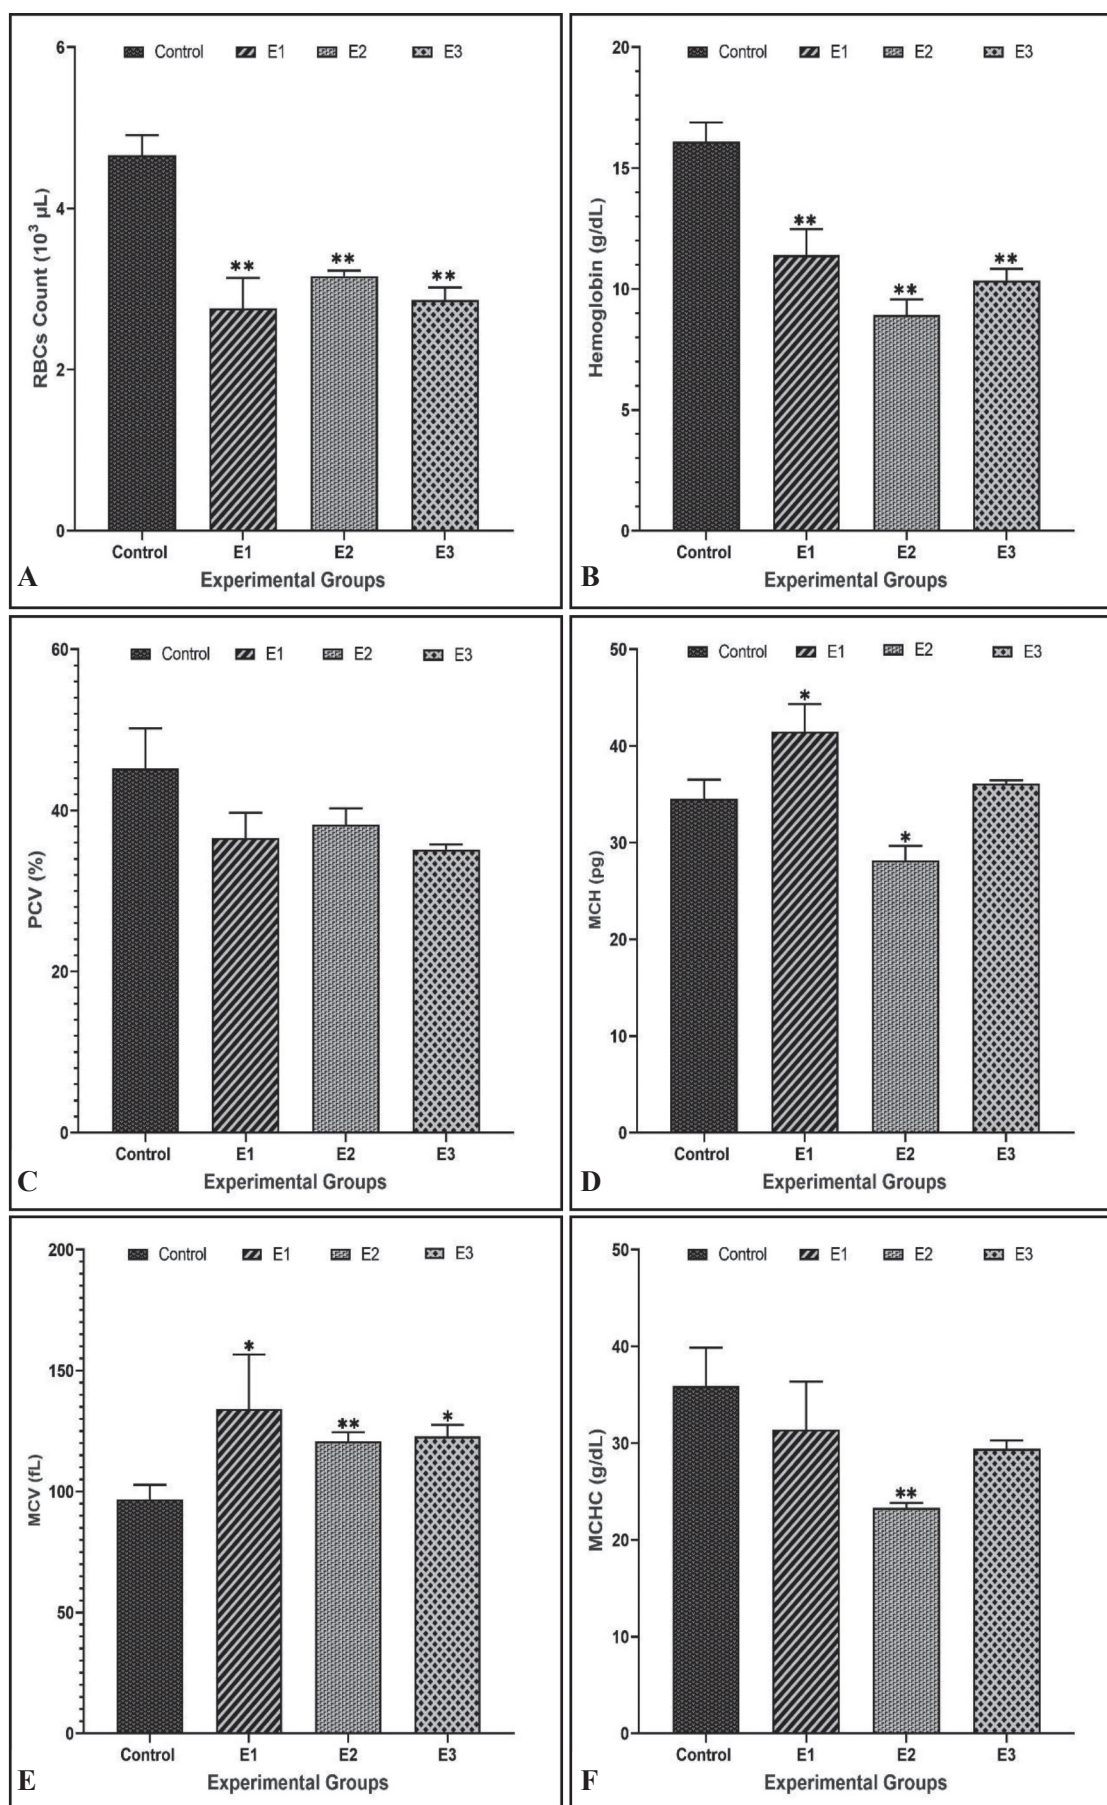 Control E1 E2 E3
6
4
2
0
RBCs Count (10³ µL)
**
**
**
Control E1 E2 E3
Experimental Groups
A
Control E1 E2 E3
20
15
10
5
0
Hemoglobin (g/dL)
**
**
**
Control E1 E2 E3
Experimental Groups
B
Control E1 E2 E3
60
40
20
0
PCV (%)
Control E1 E2 E3
Experimental Groups
C
Control E1 E2 E3
50
40
30
20
10
0
MCH (pg)
*
*
Control E1 E2 E3
Experimental Groups
D
Control E1 E2 E3
200
150
100
50
0
MCV (fL)
*
**
*
Control E1 E2 E3
Experimental Groups
E
Control E1 E2 E3
50
40
30
20
10
0
MCHC (g/dL)
**
Control E1 E2 E3
Experimental Groups
F